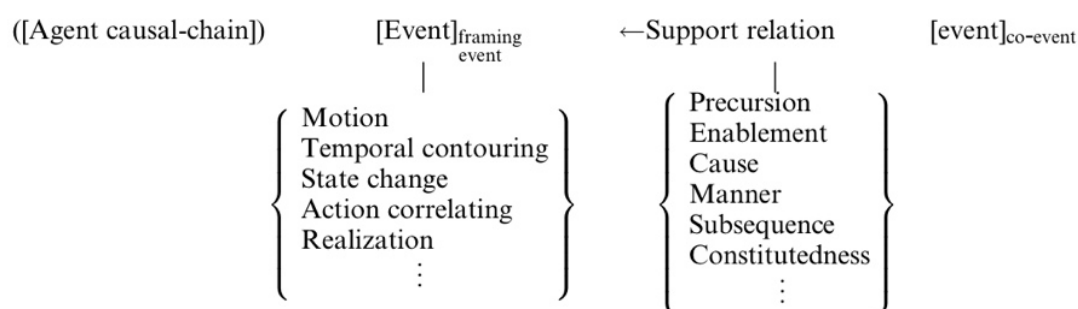 ([Agent causal-chain]) [Event]framing event ←Support relation [event]co-event
Motion
Temporal contouring
State change
Action correlating
Realization
⋮
Precursion
Enablement
Cause
Manner
Subsequence
Constitutedness
⋮